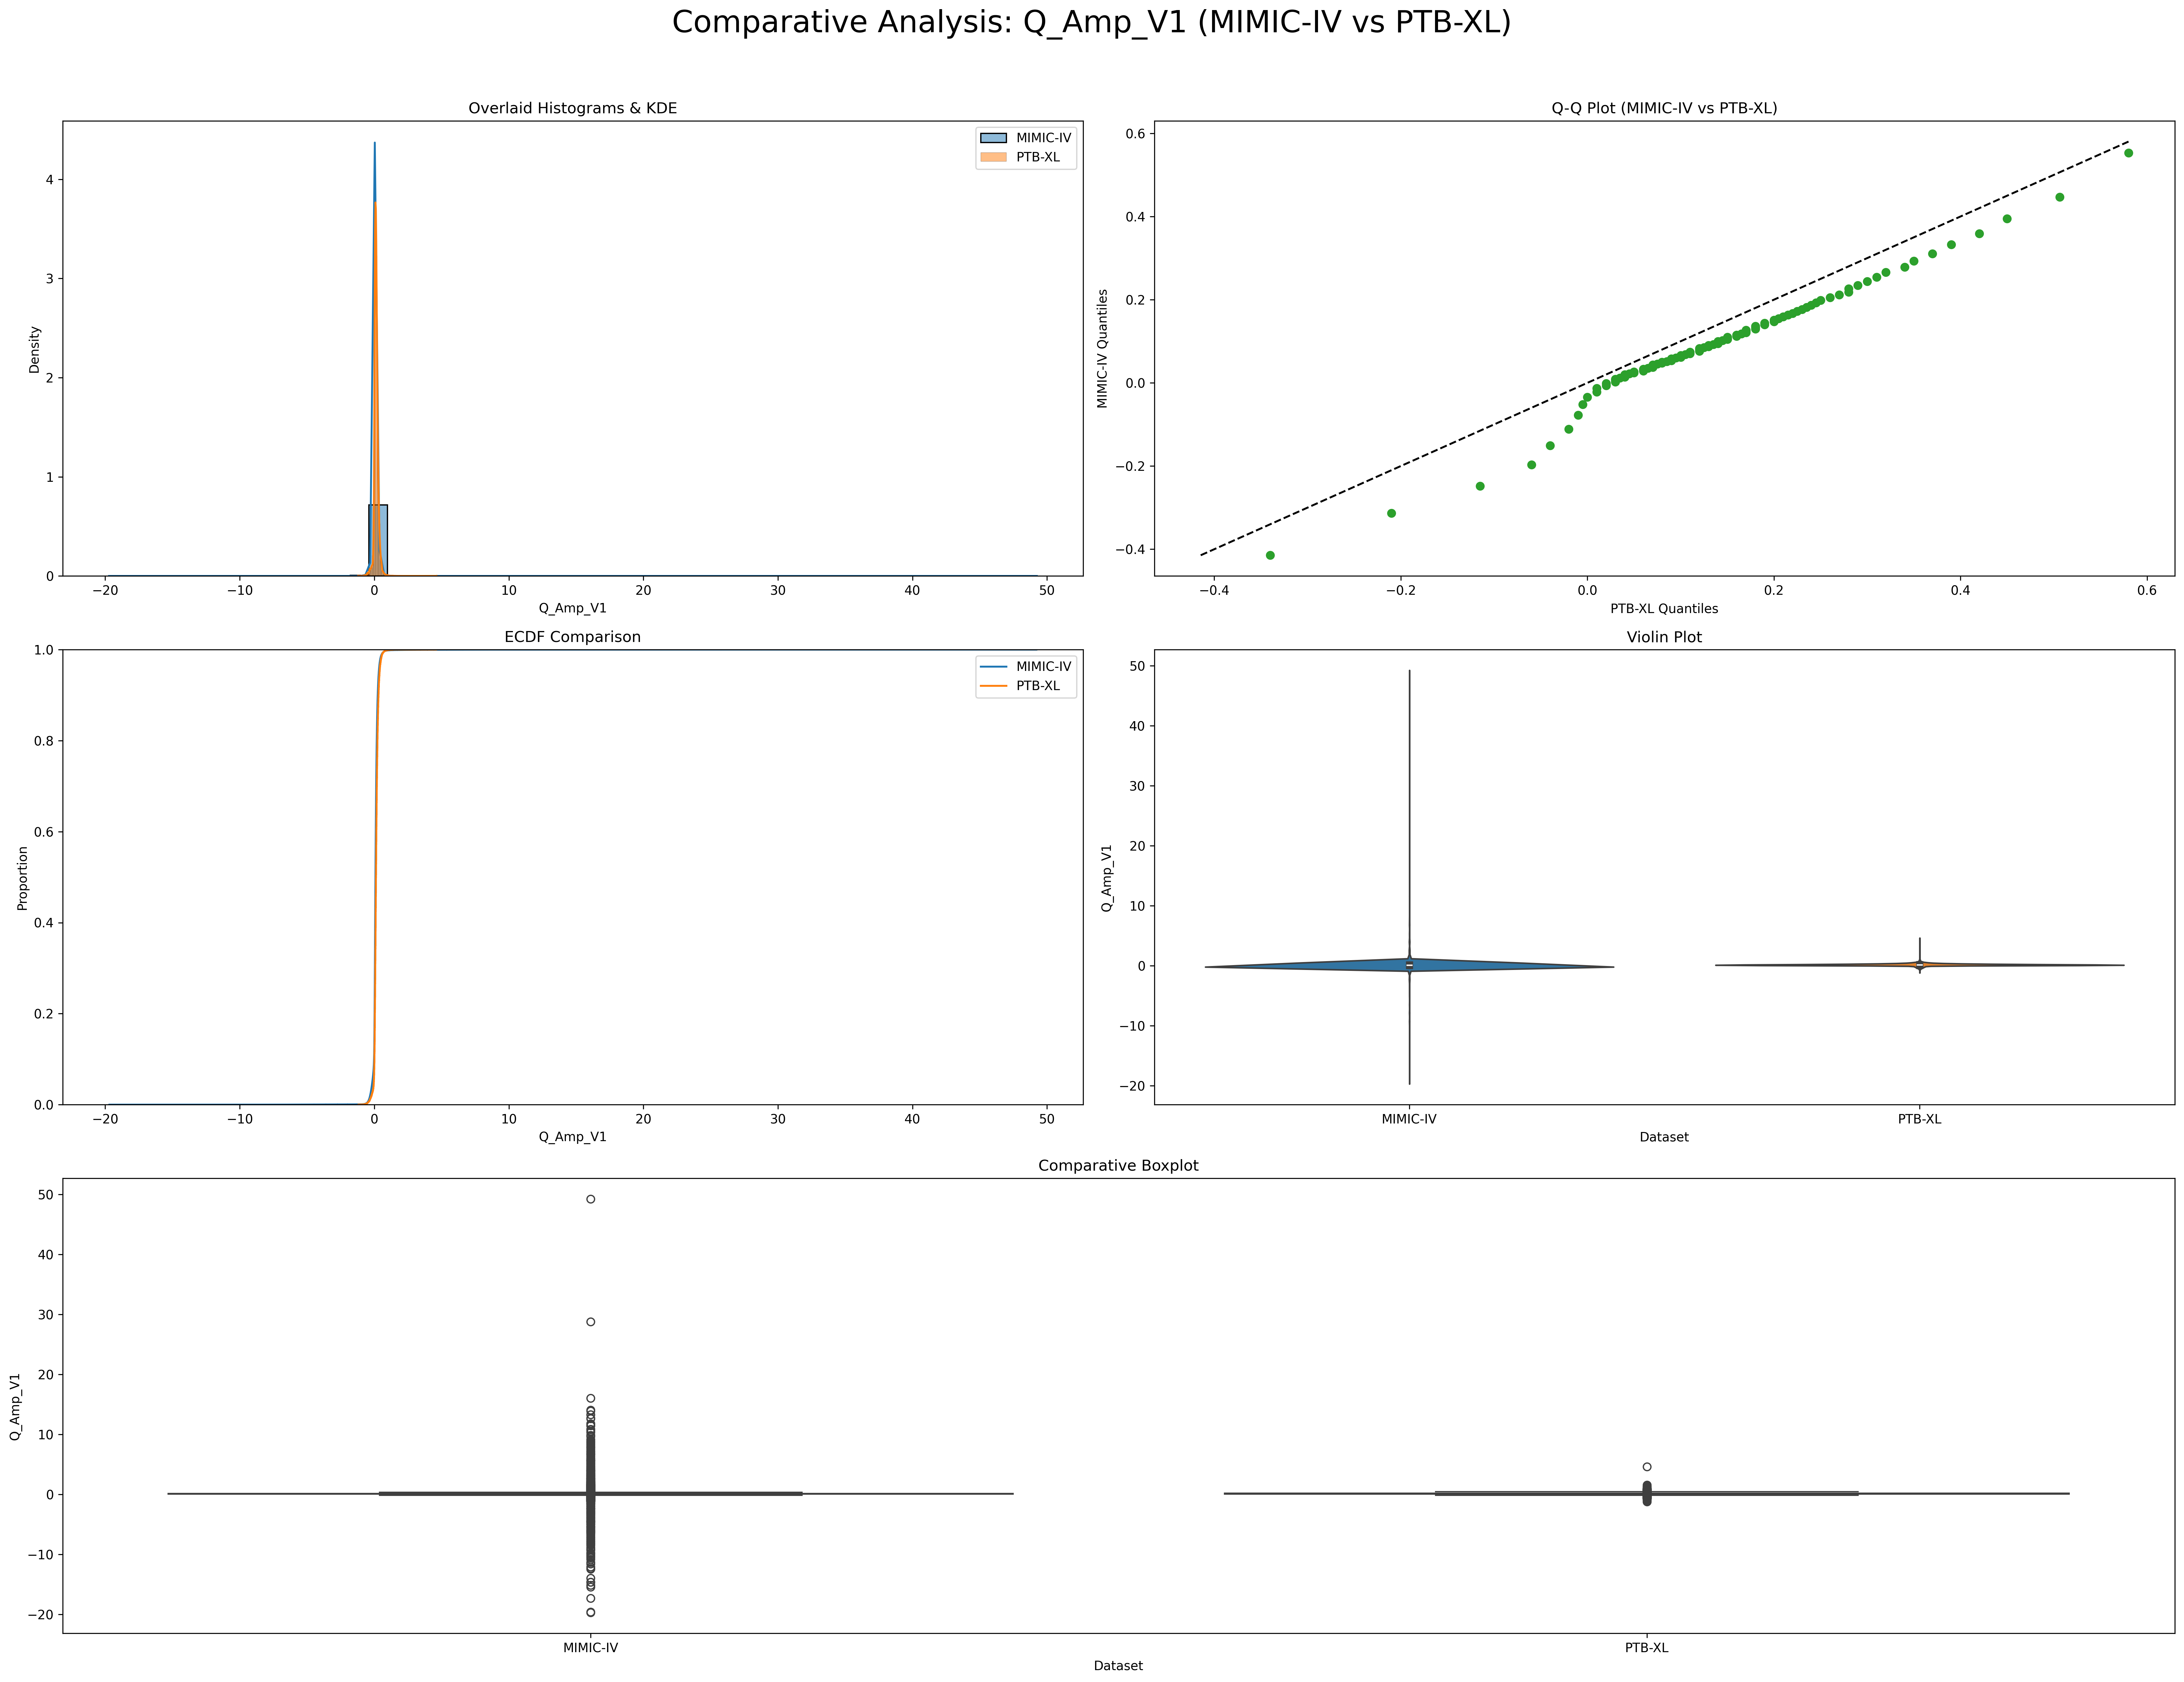 Comparative Analysis: Q_Amp_V1 (MIMIC-IV vs PTB-XL)
Overlaid Histograms & KDE
MIMIC-IV
PTB-XL
4
3
2
1
0
Density
−20 −10 0 10 20 30 40 50
Q_Amp_V1
Q-Q Plot (MIMIC-IV vs PTB-XL)
0.6
0.4
0.2
0.0
−0.2
−0.4
MIMIC-IV Quantiles
−0.4 −0.2 0.0 0.2 0.4 0.6
PTB-XL Quantiles
ECDF Comparison
MIMIC-IV
PTB-XL
1.0
0.8
0.6
0.4
0.2
0.0
Proportion
−20 −10 0 10 20 30 40 50
Q_Amp_V1
Violin Plot
50
40
30
20
10
0
−10
−20
Q_Amp_V1
MIMIC-IV PTB-XL
Dataset
Comparative Boxplot
50
40
30
20
10
0
−10
−20
Q_Amp_V1
MIMIC-IV PTB-XL
Dataset